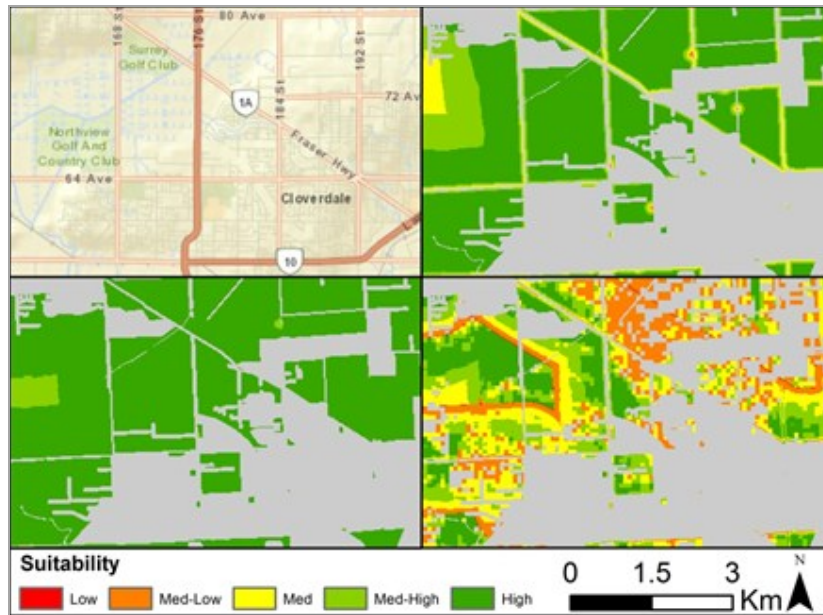 80 Ave
168 St
176 St
Surrey
Golf Club
192 St
184 St
1A
72 Av
Fraser Hwy
Northview
Golf And
Country Club
64 Ave
Cloverdale
10
Suitability
Low
Med-Low
Med
Med-High
High
0 1.5 3
Km
N